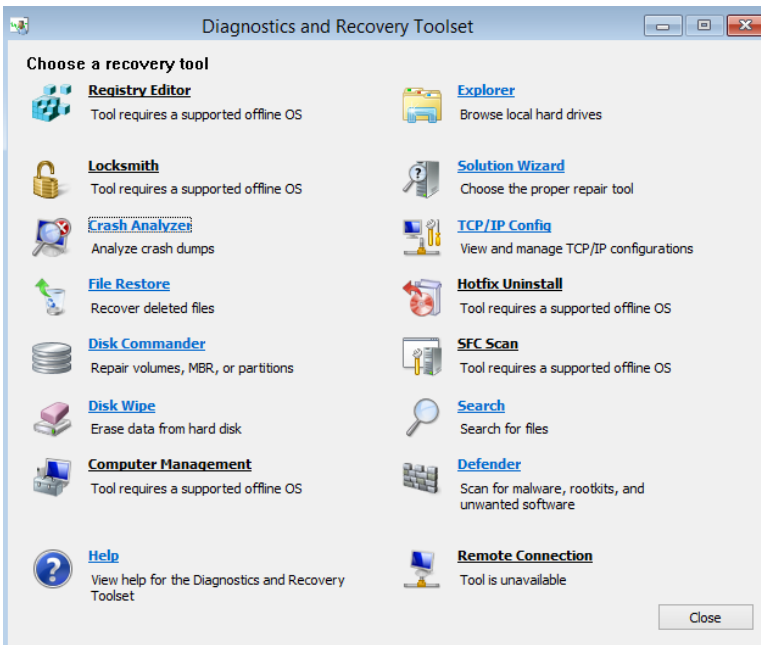 Diagnostics and Recovery Toolset
Choose a recovery tool
Registry Editor
Tool requires a supported offline OS
Explorer
Browse local hard drives
Locksmith
Tool requires a supported offline OS
Solution Wizard
Choose the proper repair tool
Crash Analyzer
Analyze crash dumps
TCP/IP Config
View and manage TCP/IP configurations
File Restore
Recover deleted files
Hotfix Uninstall
Tool requires a supported offline OS
Disk Commander
Repair volumes, MBR, or partitions
SFC Scan
Tool requires a supported offline OS
Disk Wipe
Erase data from hard disk
Search
Search for files
Computer Management
Tool requires a supported offline OS
Defender
Scan for malware, rootkits, and
unwanted software
Help
View help for the Diagnostics and Recovery
Toolset
Remote Connection
Tool is unavailable
Close